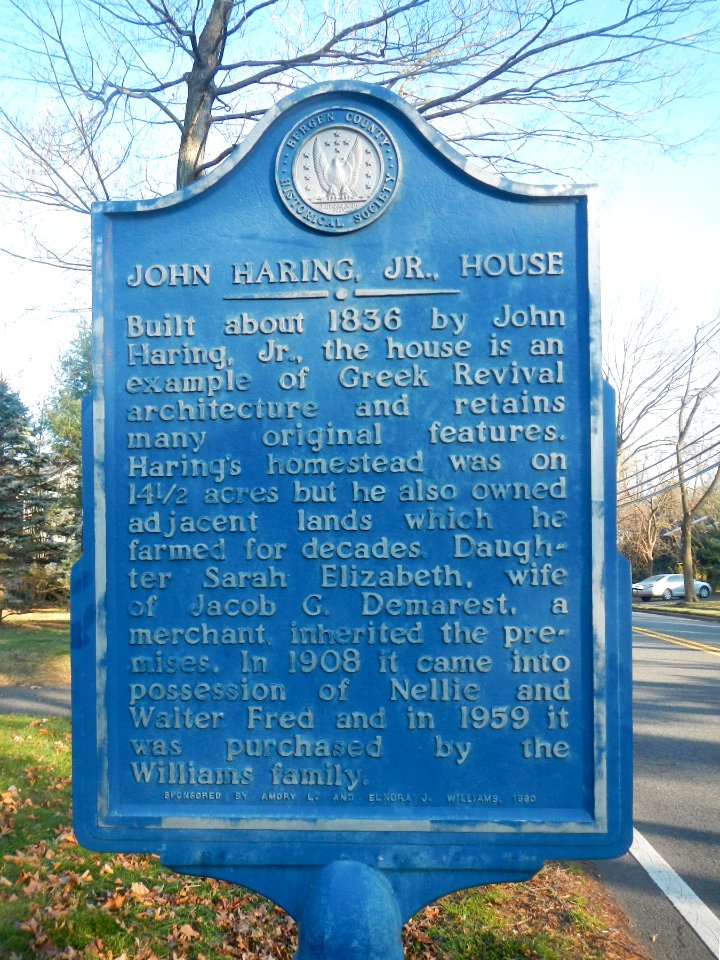 BERGEN COUNTY
HISTORICAL SOCIETY
JOHN HARING, JR., HOUSE
Built about 1836 by John
Haring, Jr., the house is an
example of Greek Revival
architecture and retains
many original features.
Haring's homestead was on
14½ acres but he also owned
adjacent lands which he
farmed for decades. Daugh-
ter Sarah Elizabeth, wife
of Jacob G. Demarest, a
merchant, inherited the pre-
mises. In 1908 it came into
possession of Nellie and
Walter Fred and in 1959 it
was purchased by the
Williams family.
SPONSORED BY AMORY L. AND ELNORA J. WILLIAMS, 1980